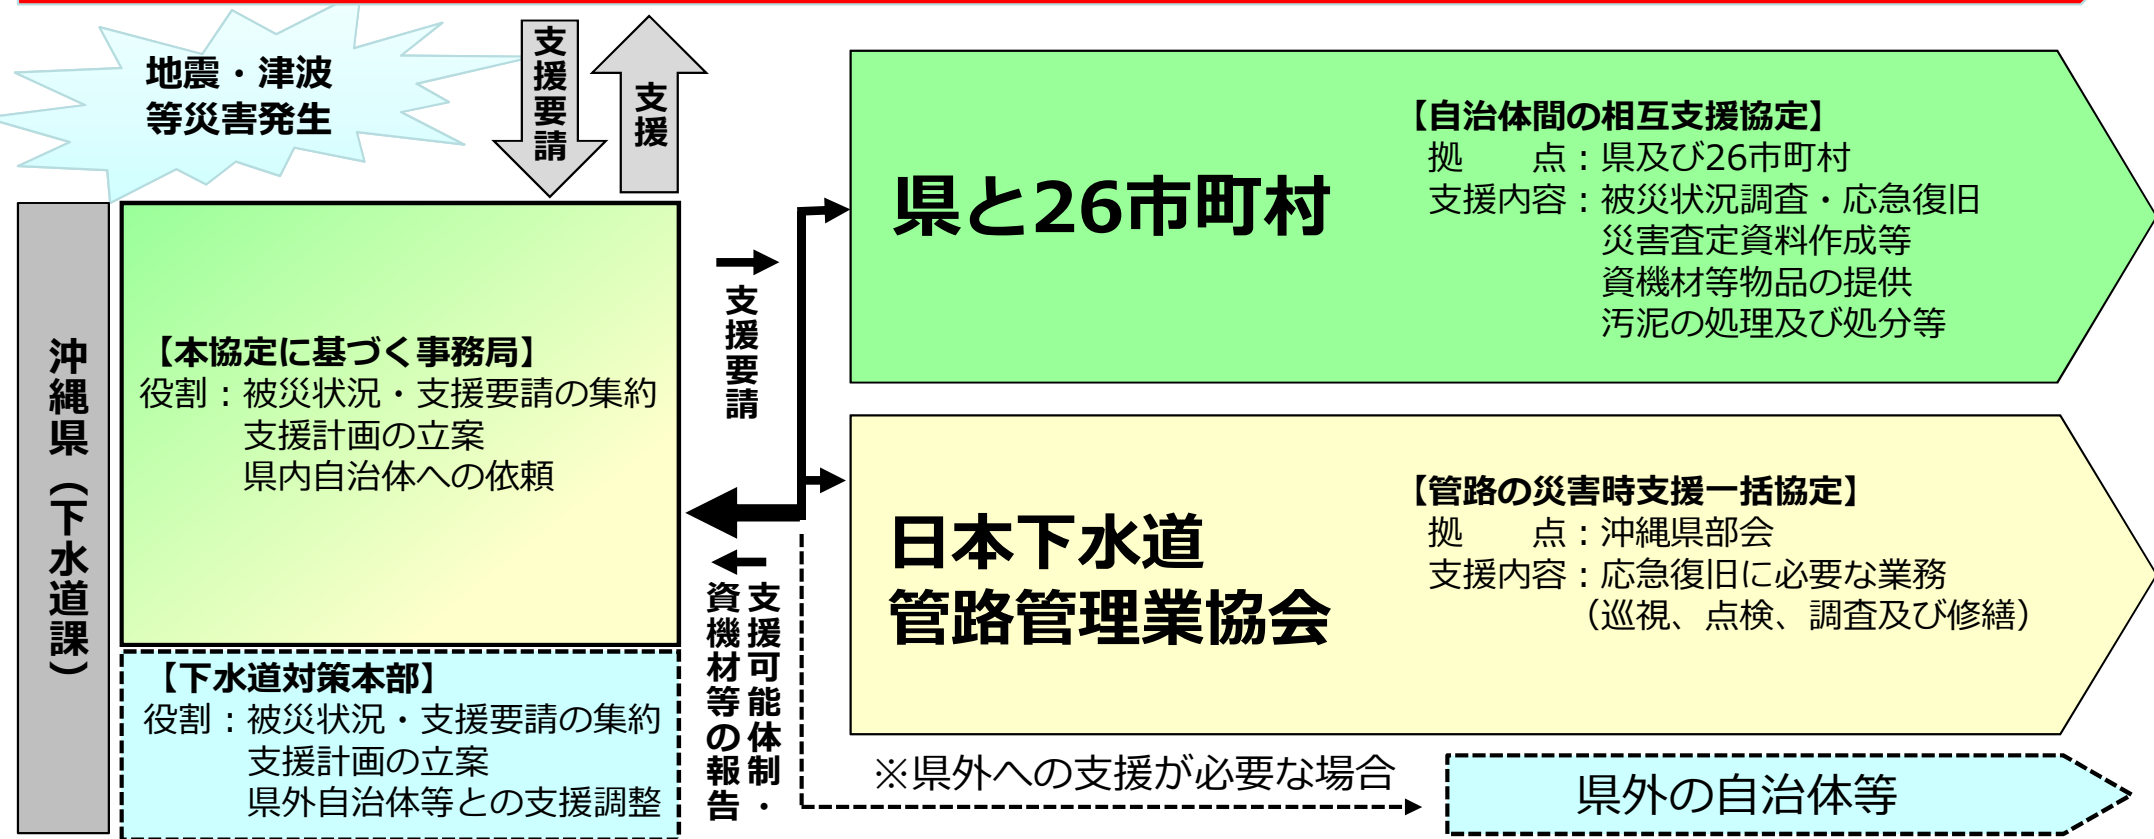 地震・津波
等災害発生
支援要請
支援
沖縄県（下水道課）
【本協定に基づく事務局】
役割：被災状況・支援要請の集約
支援計画の立案
県内自治体への依頼
【下水道対策本部】
役割：被災状況・支援要請の集約
支援計画の立案
県外自治体等との支援調整
支援要請
支援可能体制・
資機材等の報告
県と26市町村
【自治体間の相互支援協定】
拠　　点：県及び26市町村
支援内容：被災状況調査・応急復旧
災害査定資料作成等
資機材等物品の提供
汚泥の処理及び処分等
日本下水道
管路管理業協会
【管路の災害時支援一括協定】
拠　　点：沖縄県部会
支援内容：応急復旧に必要な業務
（巡視、点検、調査及び修繕）
※県外への支援が必要な場合
県外の自治体等